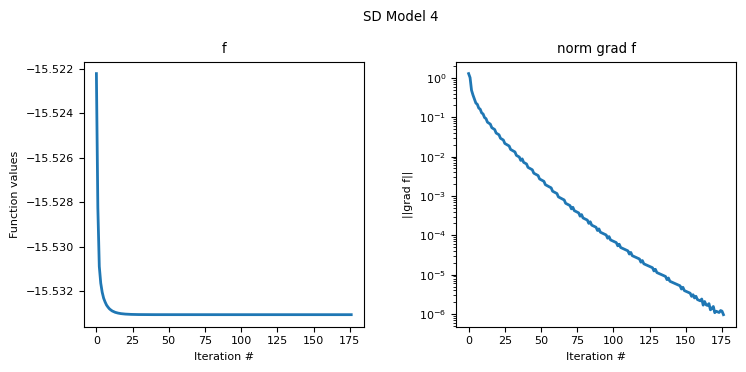 SD Model 4
f
Function values
−15.522
−15.524
−15.526
−15.528
−15.530
−15.532
0 25 50 75 100 125 150 175
Iteration #
norm grad f
||grad f||
10⁰
10⁻¹
10⁻²
10⁻³
10⁻⁴
10⁻⁵
10⁻⁶
0 25 50 75 100 125 150 175
Iteration #